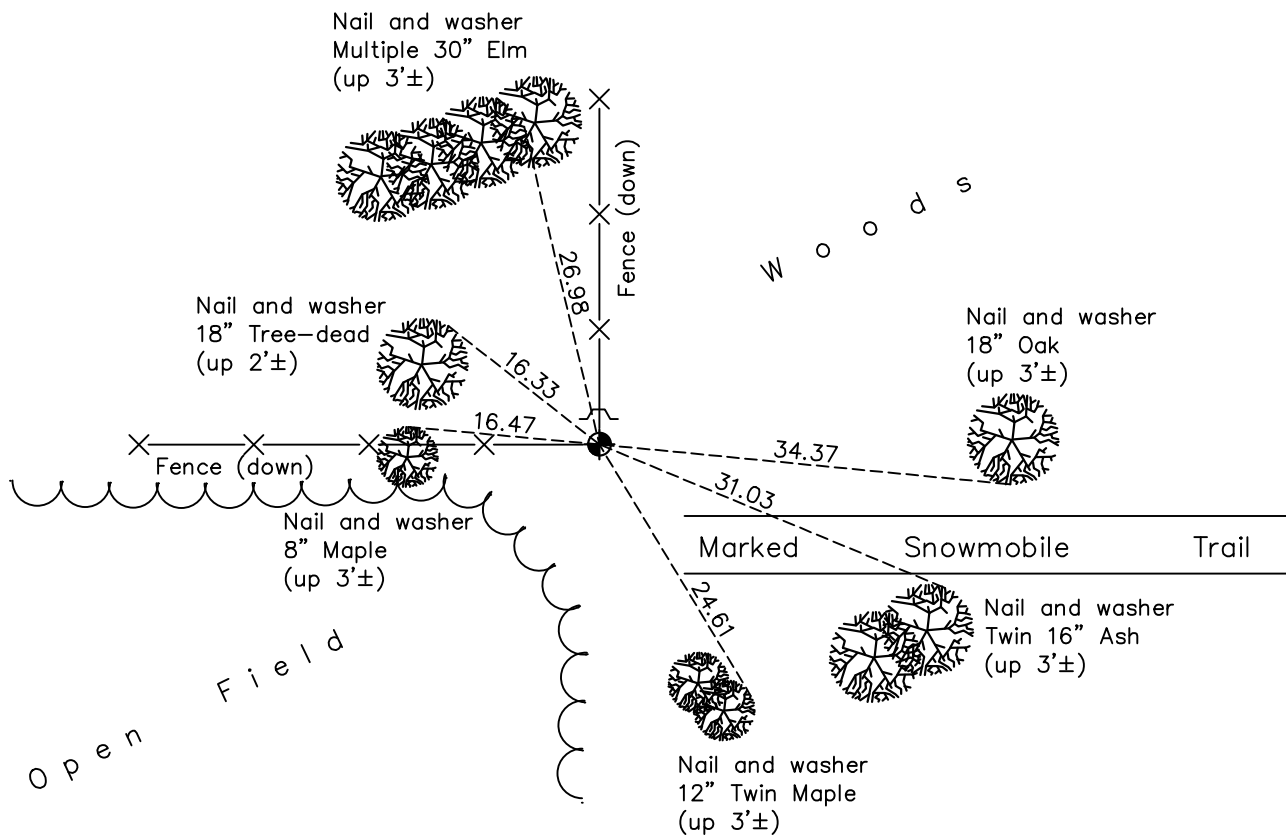 Nail and washer
Multiple 30” Elm
(up 3’±)
Fence (down)
Woods
26.98
Nail and washer
18” Tree–dead
(up 2’±)
16.33
Nail and washer
18” Oak
(up 3’±)
16.47
34.37
Fence (down)
31.03
Nail and washer
8” Maple
(up 3’±)
Marked Snowmobile Trail
24.61
Nail and washer
Twin 16” Ash
(up 3’±)
Open Field
Nail and washer
12” Twin Maple
(up 3’±)